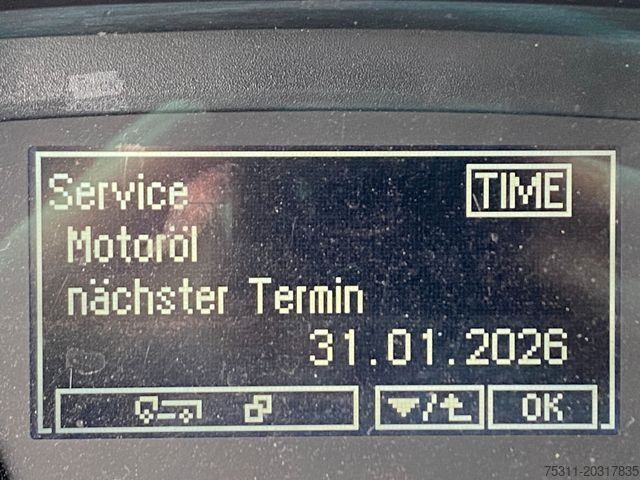 Service TIME
Motoröl
nächster Termin
31.01.2026
/ OK
75311-20317835